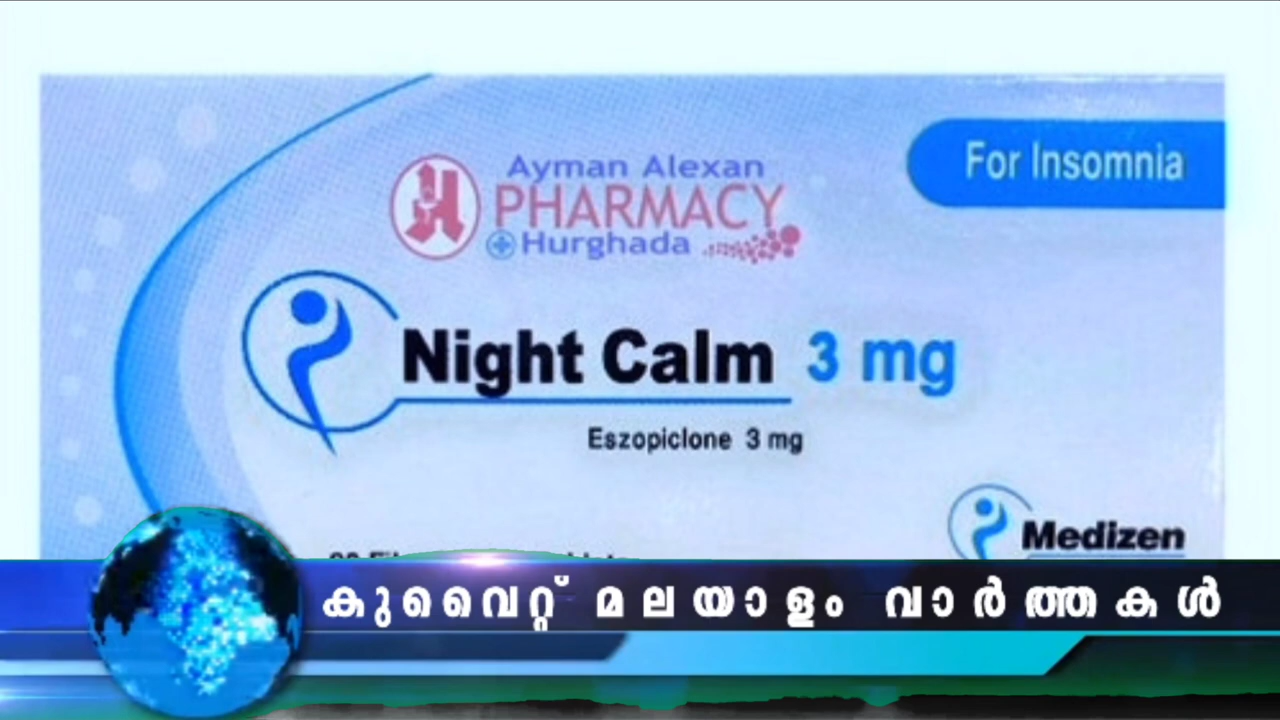 For Insomnia
Ayman Alexan
PHARMACY
Hurghada
Night Calm 3 mg
Eszopiclone 3 mg
Medizen
കുവൈറ്റ് മലയാളം വാർത്തകൾ